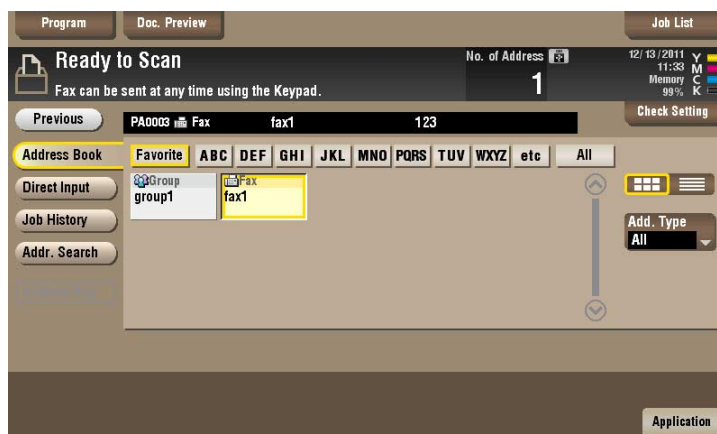 Program
Doc. Preview
Job List
Ready to Scan
No. of Address
1
Fax can be sent at any time using the Keypad.
12/13/2011
11:33
Memory
99%
Y
M
C
K
Previous
PA0003 Fax fax1 123
Check Setting
Address Book
Favorite ABC DEF GHI JKL MNO PQRS TUV WXYZ etc All
Direct Input
Group
group1
Fax
fax1
Job History
Add. Type
All
Addr. Search
Application